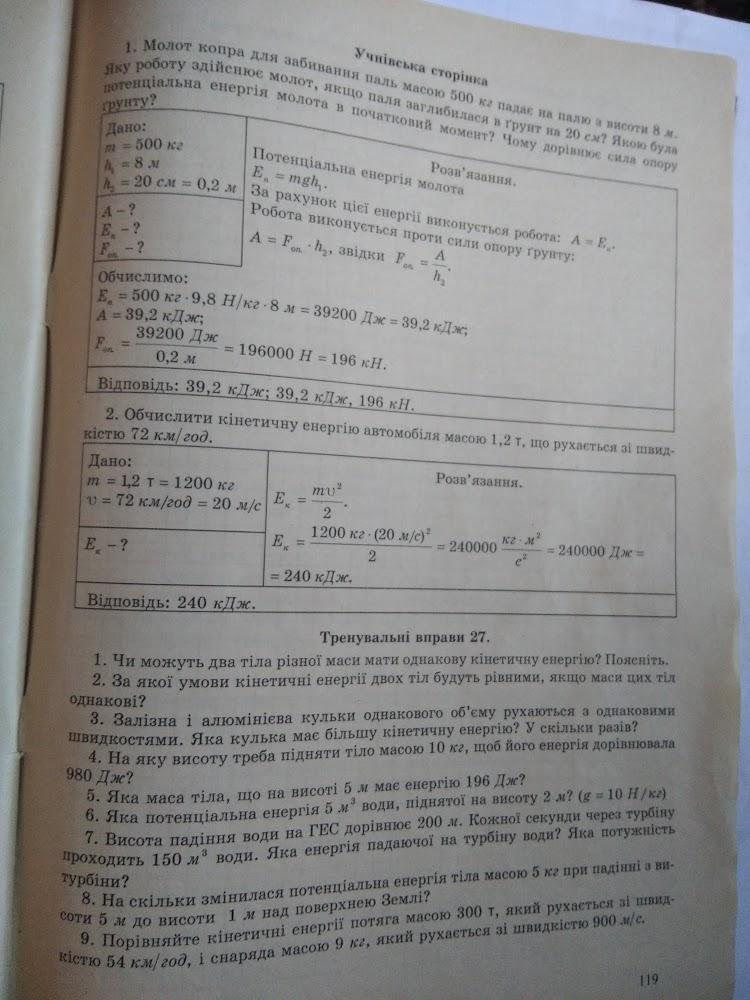 Учнівська сторінка
1. Молот копра для забивання паль масою 500 кг падає на палю з висоти 8 м.
Яку роботу здійснює молот, якщо паля заглибилася в ґрунт на 20 см? Якою була
потенціальна енергія молота в початковий момент? Чому дорівнює сила опору
ґрунту?
Дано:
m = 500 кг
h₁ = 8 м
h₂ = 20 см = 0,2 м
A – ?
Eп – ?
Fоп. – ?
Розв'язання.
Потенціальна енергія молота
Eп = mgh₁.
За рахунок цієї енергії виконується робота: A = Eп.
Робота виконується проти сили опору ґрунту:
A = Fоп. · h₂, звідки Fоп. = A / h₂.
Обчислимо:
Eп = 500 кг · 9,8 Н/кг · 8 м = 39200 Дж = 39,2 кДж;
A = 39,2 кДж;
Fоп. = 39200 Дж / 0,2 м = 196000 Н = 196 кН.
Відповідь: 39,2 кДж; 39,2 кДж, 196 кН.
2. Обчислити кінетичну енергію автомобіля масою 1,2 т, що рухається зі швид-
кістю 72 км/год.
Дано:
m = 1,2 т = 1200 кг
υ = 72 км/год = 20 м/с
Eк – ?
Розв'язання.
Eк = mυ² / 2.
Eк = 1200 кг · (20 м/с)² / 2 = 240000 кг · м² / с² = 240000 Дж =
= 240 кДж.
Відповідь: 240 кДж.
Тренувальні вправи 27.
1. Чи можуть два тіла різної маси мати однакову кінетичну енергію? Поясніть.
2. За якої умови кінетичні енергії двох тіл будуть рівними, якщо маси цих тіл
однакові?
3. Залізна і алюмінієва кульки однакового об'єму рухаються з однаковими
швидкостями. Яка кулька має більшу кінетичну енергію? У скільки разів?
4. На яку висоту треба підняти тіло масою 10 кг, щоб його енергія дорівнювала
980 Дж?
5. Яка маса тіла, що на висоті 5 м має енергію 196 Дж?
6. Яка потенціальна енергія 5 м³ води, піднятої на висоту 2 м? (g = 10 Н/кг)
7. Висота падіння води на ГЕС дорівнює 200 м. Кожної секунди через турбіну
проходить 150 м³ води. Яка енергія падаючої на турбіну води? Яка потужність
турбіни?
8. На скільки змінилася потенціальна енергія тіла масою 5 кг при падінні з ви-
соти 5 м до висоти 1 м над поверхнею Землі?
9. Порівняйте кінетичні енергії потяга масою 300 т, який рухається зі швид-
кістю 54 км/год, і снаряда масою 9 кг, який рухається зі швидкістю 900 м/с.
119